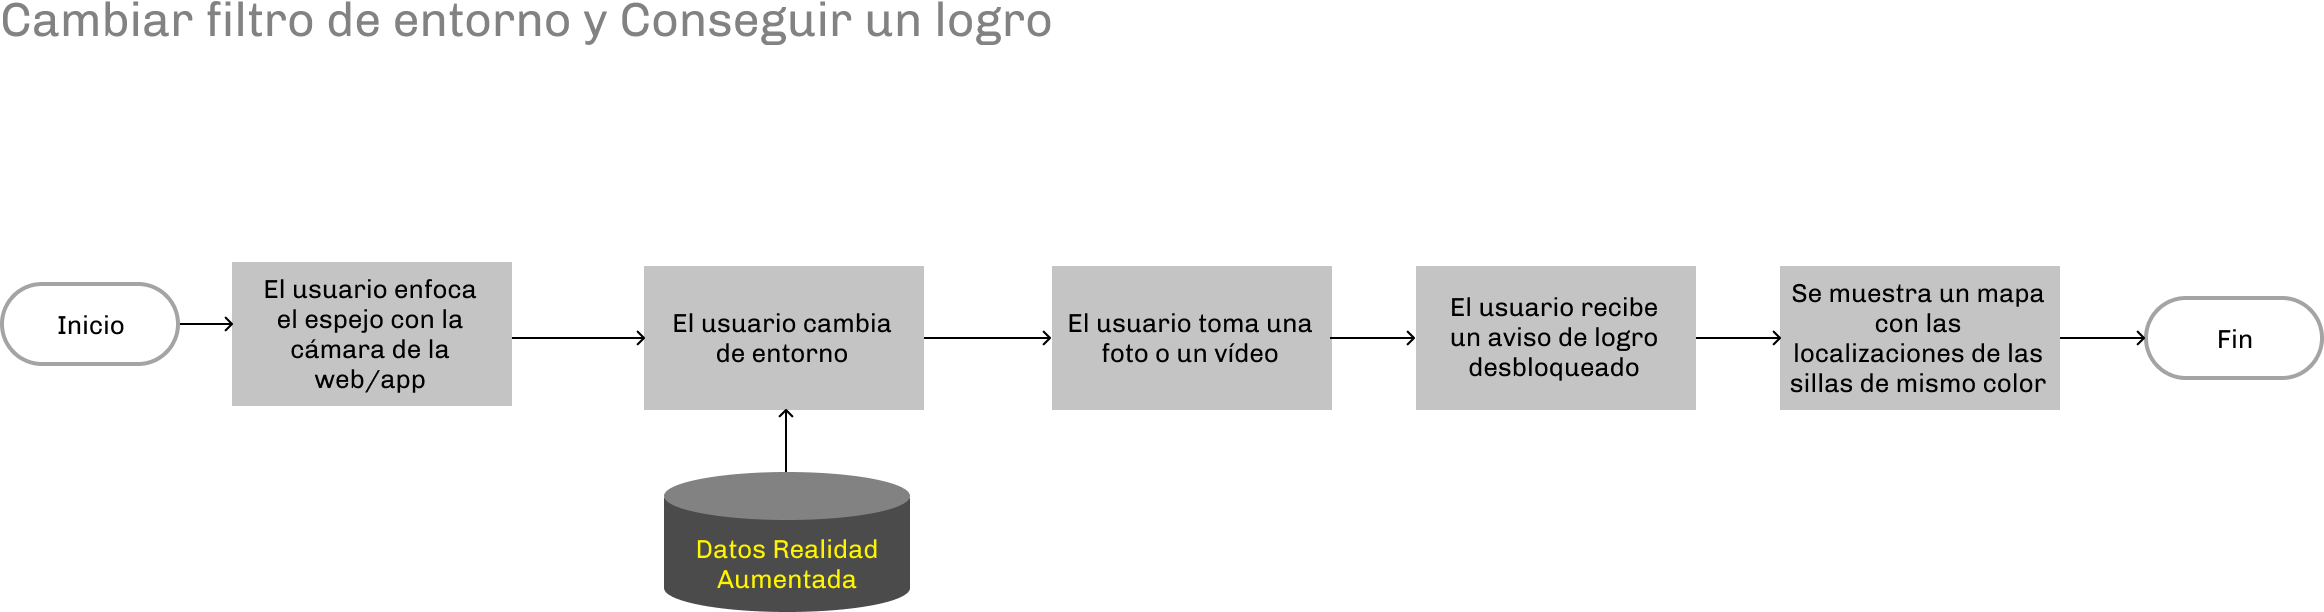 Cambiar filtro de entorno y Conseguir un logro
Inicio
El usuario enfoca
el espejo con la
cámara de la
web/app
El usuario cambia
de entorno
El usuario toma una
foto o un vídeo
El usuario recibe
un aviso de logro
desbloqueado
Se muestra un mapa
con las
localizaciones de las
sillas de mismo color
Fin
Datos Realidad
Aumentada